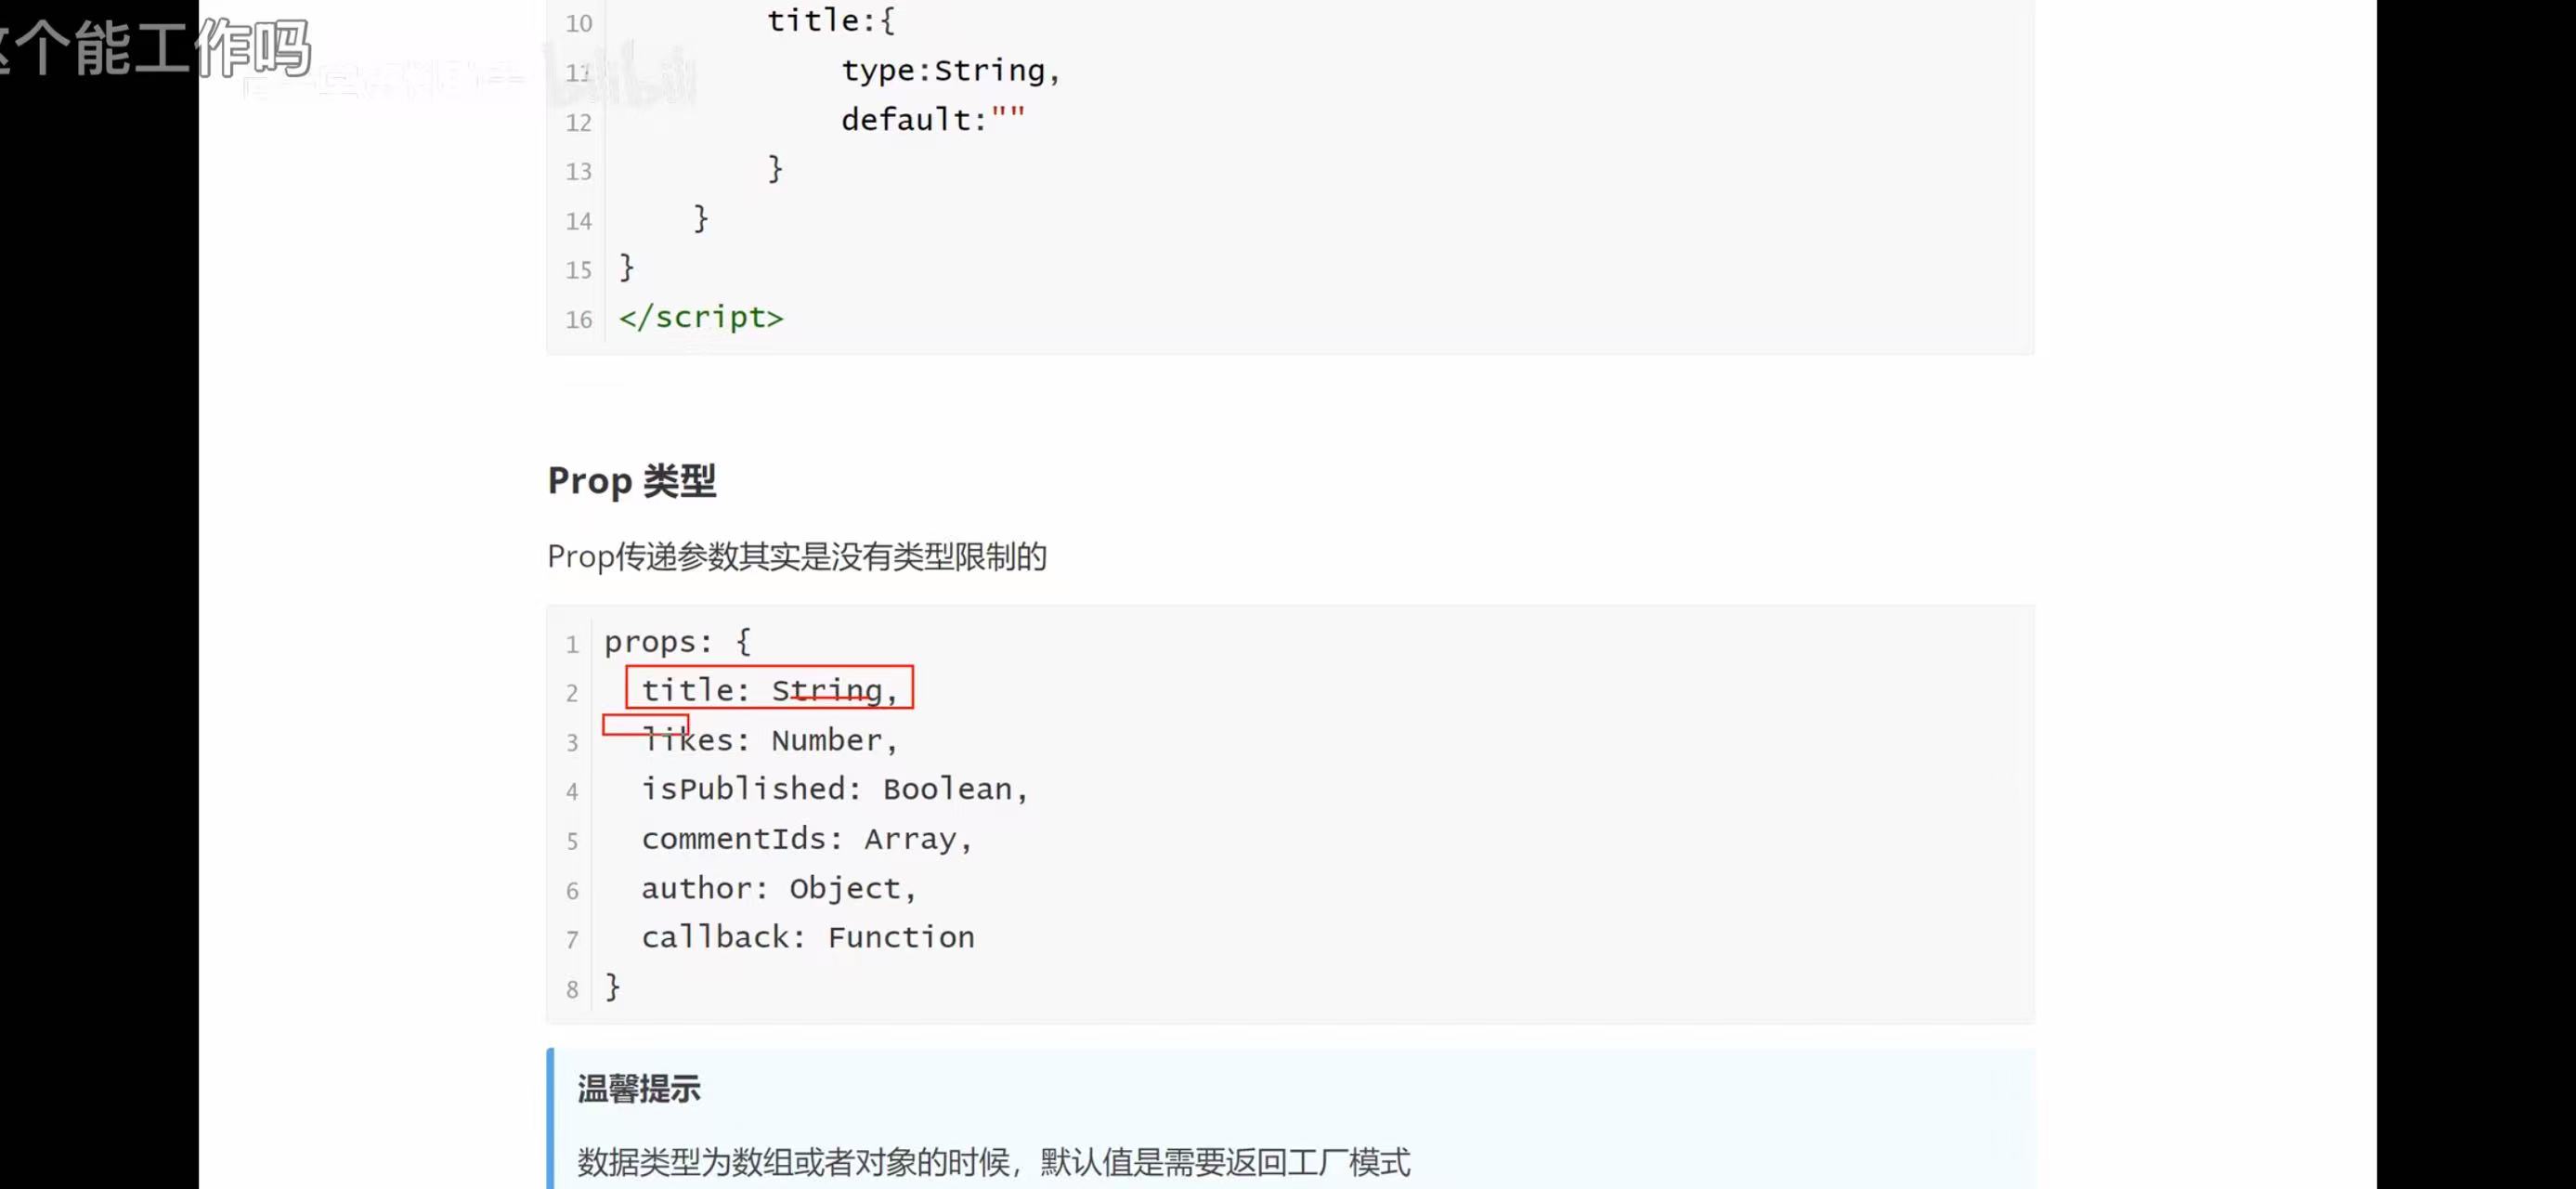 个能工作吗
bilibili
10 title:{
11 type:String,
12 default:""
13 }
14 }
15 }
16 </script>
Prop 类型
Prop传递参数其实是没有类型限制的
1 props: {
2 title: String,
3 likes: Number,
4 isPublished: Boolean,
5 commentIds: Array,
6 author: Object,
7 callback: Function
8 }
温馨提示
数据类型为数组或者对象的时候，默认值是需要返回工厂模式